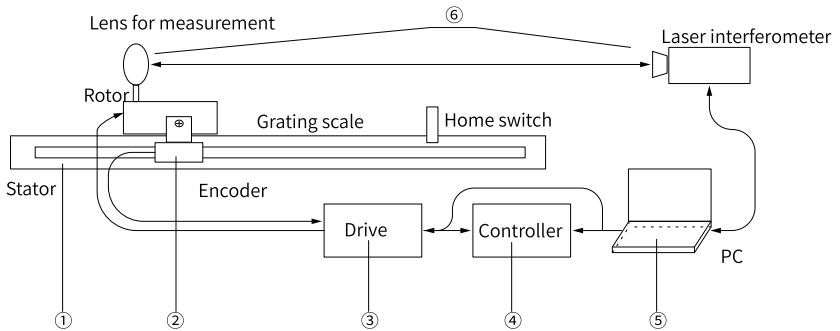 ⑥
Lens for measurement
Laser interferometer
Rotor
Grating scale
Home switch
Stator
Encoder
Drive
Controller
PC
① ② ③ ④ ⑤